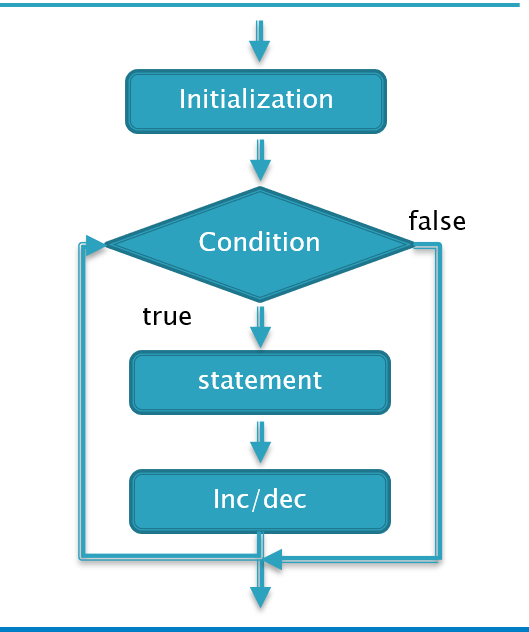 Initialization
false
Condition
true
statement
Inc/dec